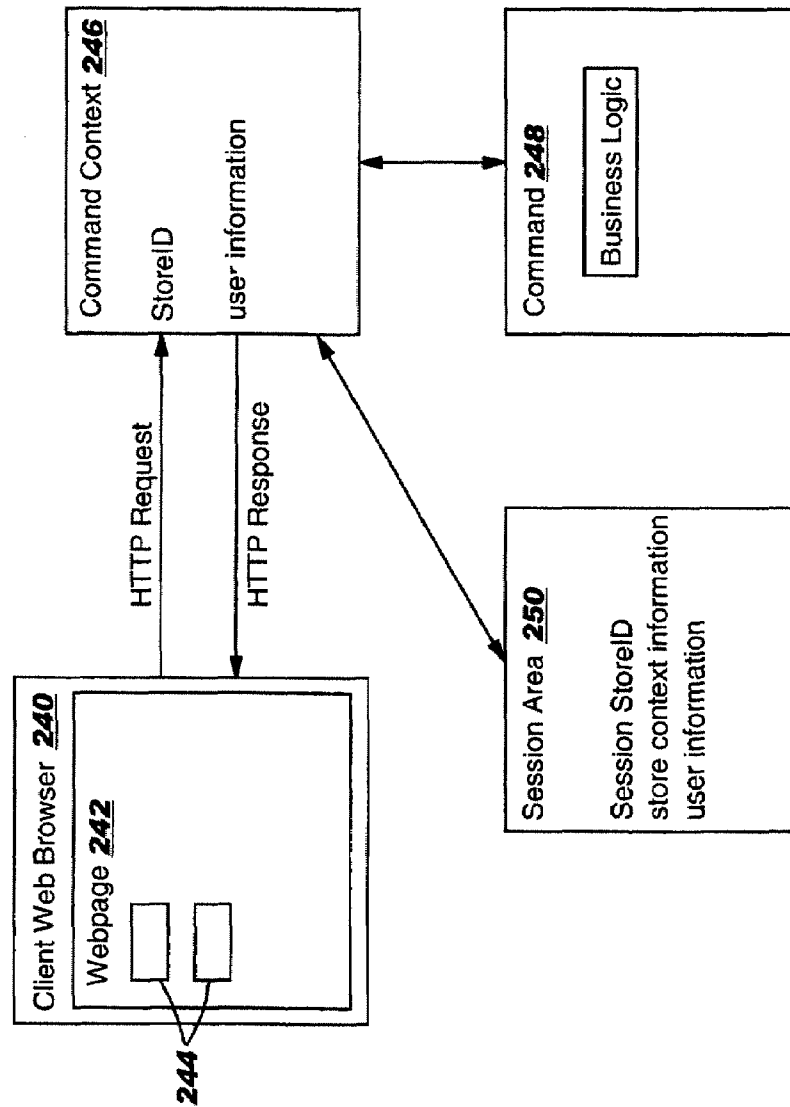 Client Web Browser 240
Webpage 242
244
HTTP Request
HTTP Response
Command Context 246
StoreID
user information
Session Area 250
Session StoreID
store context information
user information
Command 248
Business Logic